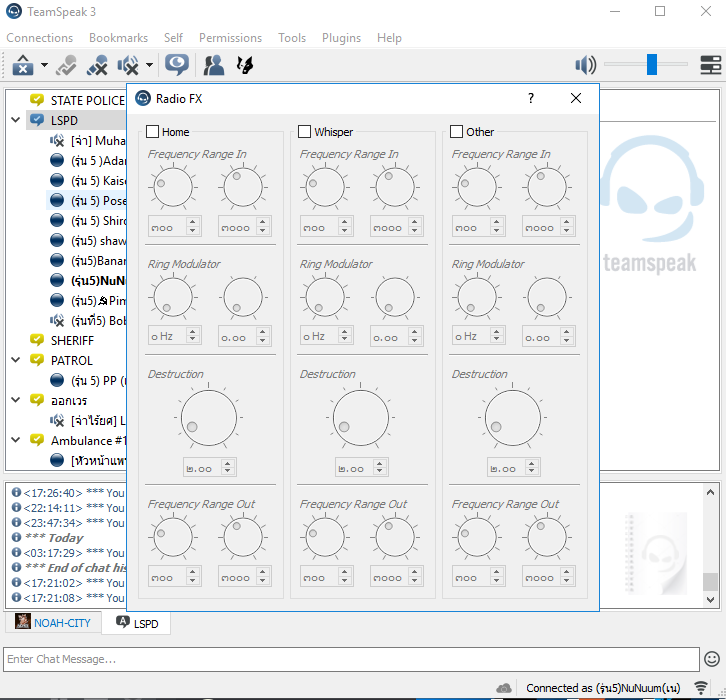 TeamSpeak 3
Connections Bookmarks Self Permissions Tools Plugins Help
STATE POLICE
LSPD
[จ่า] Muha
(รุ่น 5 )Adar
(รุ่น 5) Kaise
(รุ่น 5) Pose
(รุ่น 5) Shiro
(รุ่น5) shaw
(รุ่น5)Banar
(รุ่น5)NuN
(รุ่น5)Pim
(รุ่นที่5) Bob
SHERIFF
PATROL
(รุ่น 5) PP (
ออกเวร
[จ่าไร้ยศ] L
Ambulance #1
[หัวหน้าแพท
teamspeak
Radio FX
?
Home Whisper Other
Frequency Range In Frequency Range In Frequency Range In
๓๐๐ ๓๐๐๐ ๓๐๐ ๓๐๐๐ ๓๐๐ ๓๐๐๐
Ring Modulator Ring Modulator Ring Modulator
๐ Hz ๐.๐๐ ๐ Hz ๐.๐๐ ๐ Hz ๐.๐๐
Destruction Destruction Destruction
๒.๐๐ ๒.๐๐ ๒.๐๐
Frequency Range Out Frequency Range Out Frequency Range Out
๓๐๐ ๓๐๐๐ ๓๐๐ ๓๐๐๐ ๓๐๐ ๓๐๐๐
<17:26:40> *** You
<22:14:11> *** You
<23:47:34> *** You
*** Today
<03:17:29> *** You
*** End of chat his
<17:21:02> *** You
<17:21:08> *** You
NOAH-CITY LSPD
Enter Chat Message...
Connected as (รุ่น5)NuNuum(เน)